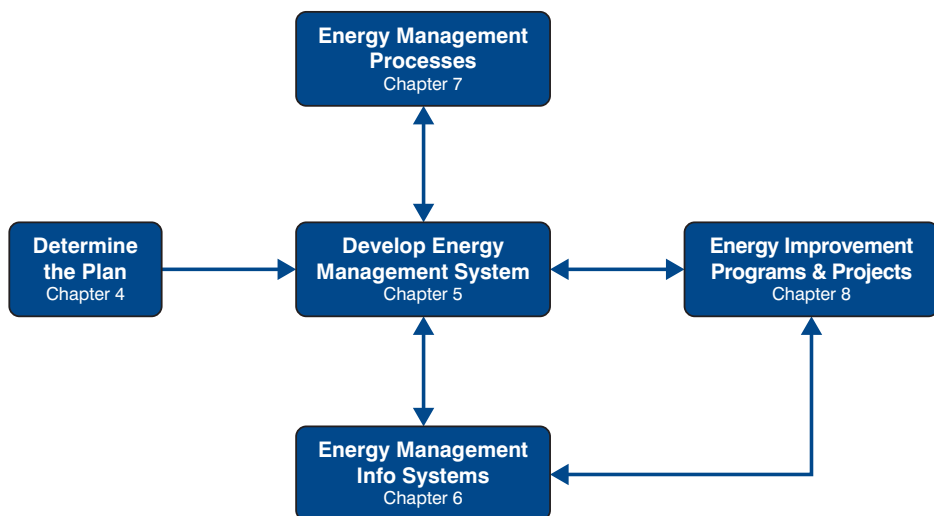 Energy Management
Processes
Chapter 7
Determine
the Plan
Chapter 4
Develop Energy
Management System
Chapter 5
Energy Improvement
Programs & Projects
Chapter 8
Energy Management
Info Systems
Chapter 6